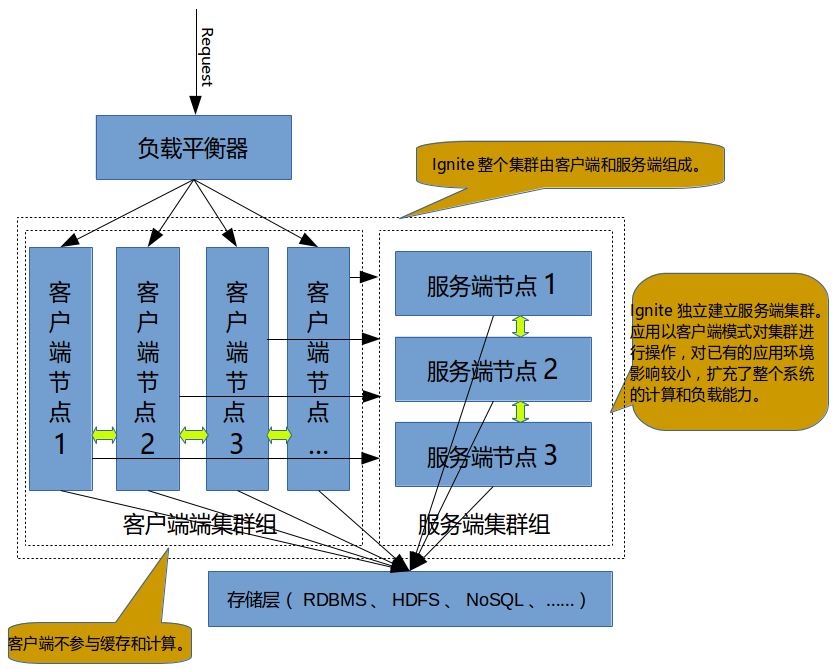 Request
负载平衡器
Ignite 整个集群由客户端和服务端组成。
客户端节点1
客户端节点2
客户端节点3
客户端节点...
服务端节点 1
服务端节点 2
服务端节点 3
Ignite 独立建立服务端集群。
应用以客户端模式对集群进
行操作，对已有的应用环境
影响较小，扩充了整个系统
的计算和负载能力。
客户端端集群组
服务端集群组
存储层（ RDBMS 、 HDFS 、 NoSQL 、......）
客户端不参与缓存和计算。